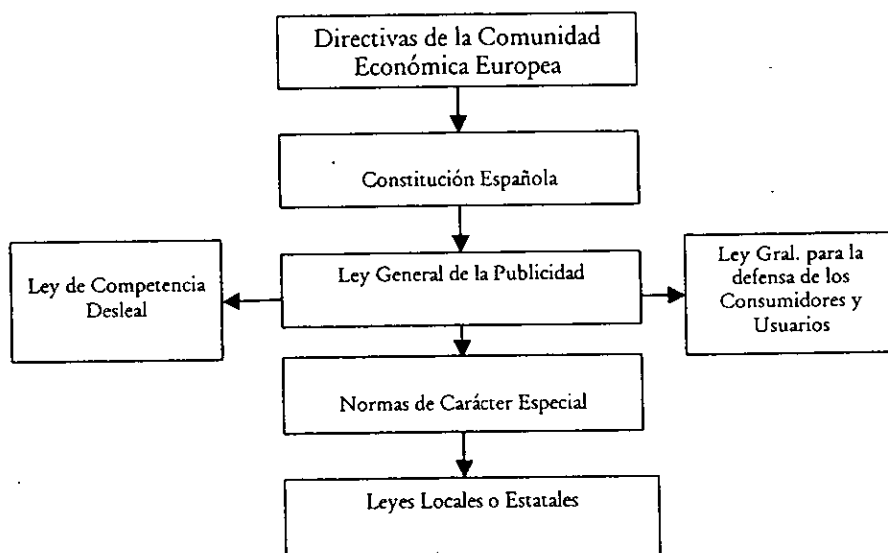 Directivas de la Comunidad
Económica Europea
Constitución Española
Ley de Competencia
Desleal
Ley General de la Publicidad
Ley Gral. para la
defensa de los
Consumidores y
Usuarios
Normas de Carácter Especial
Leyes Locales o Estatales